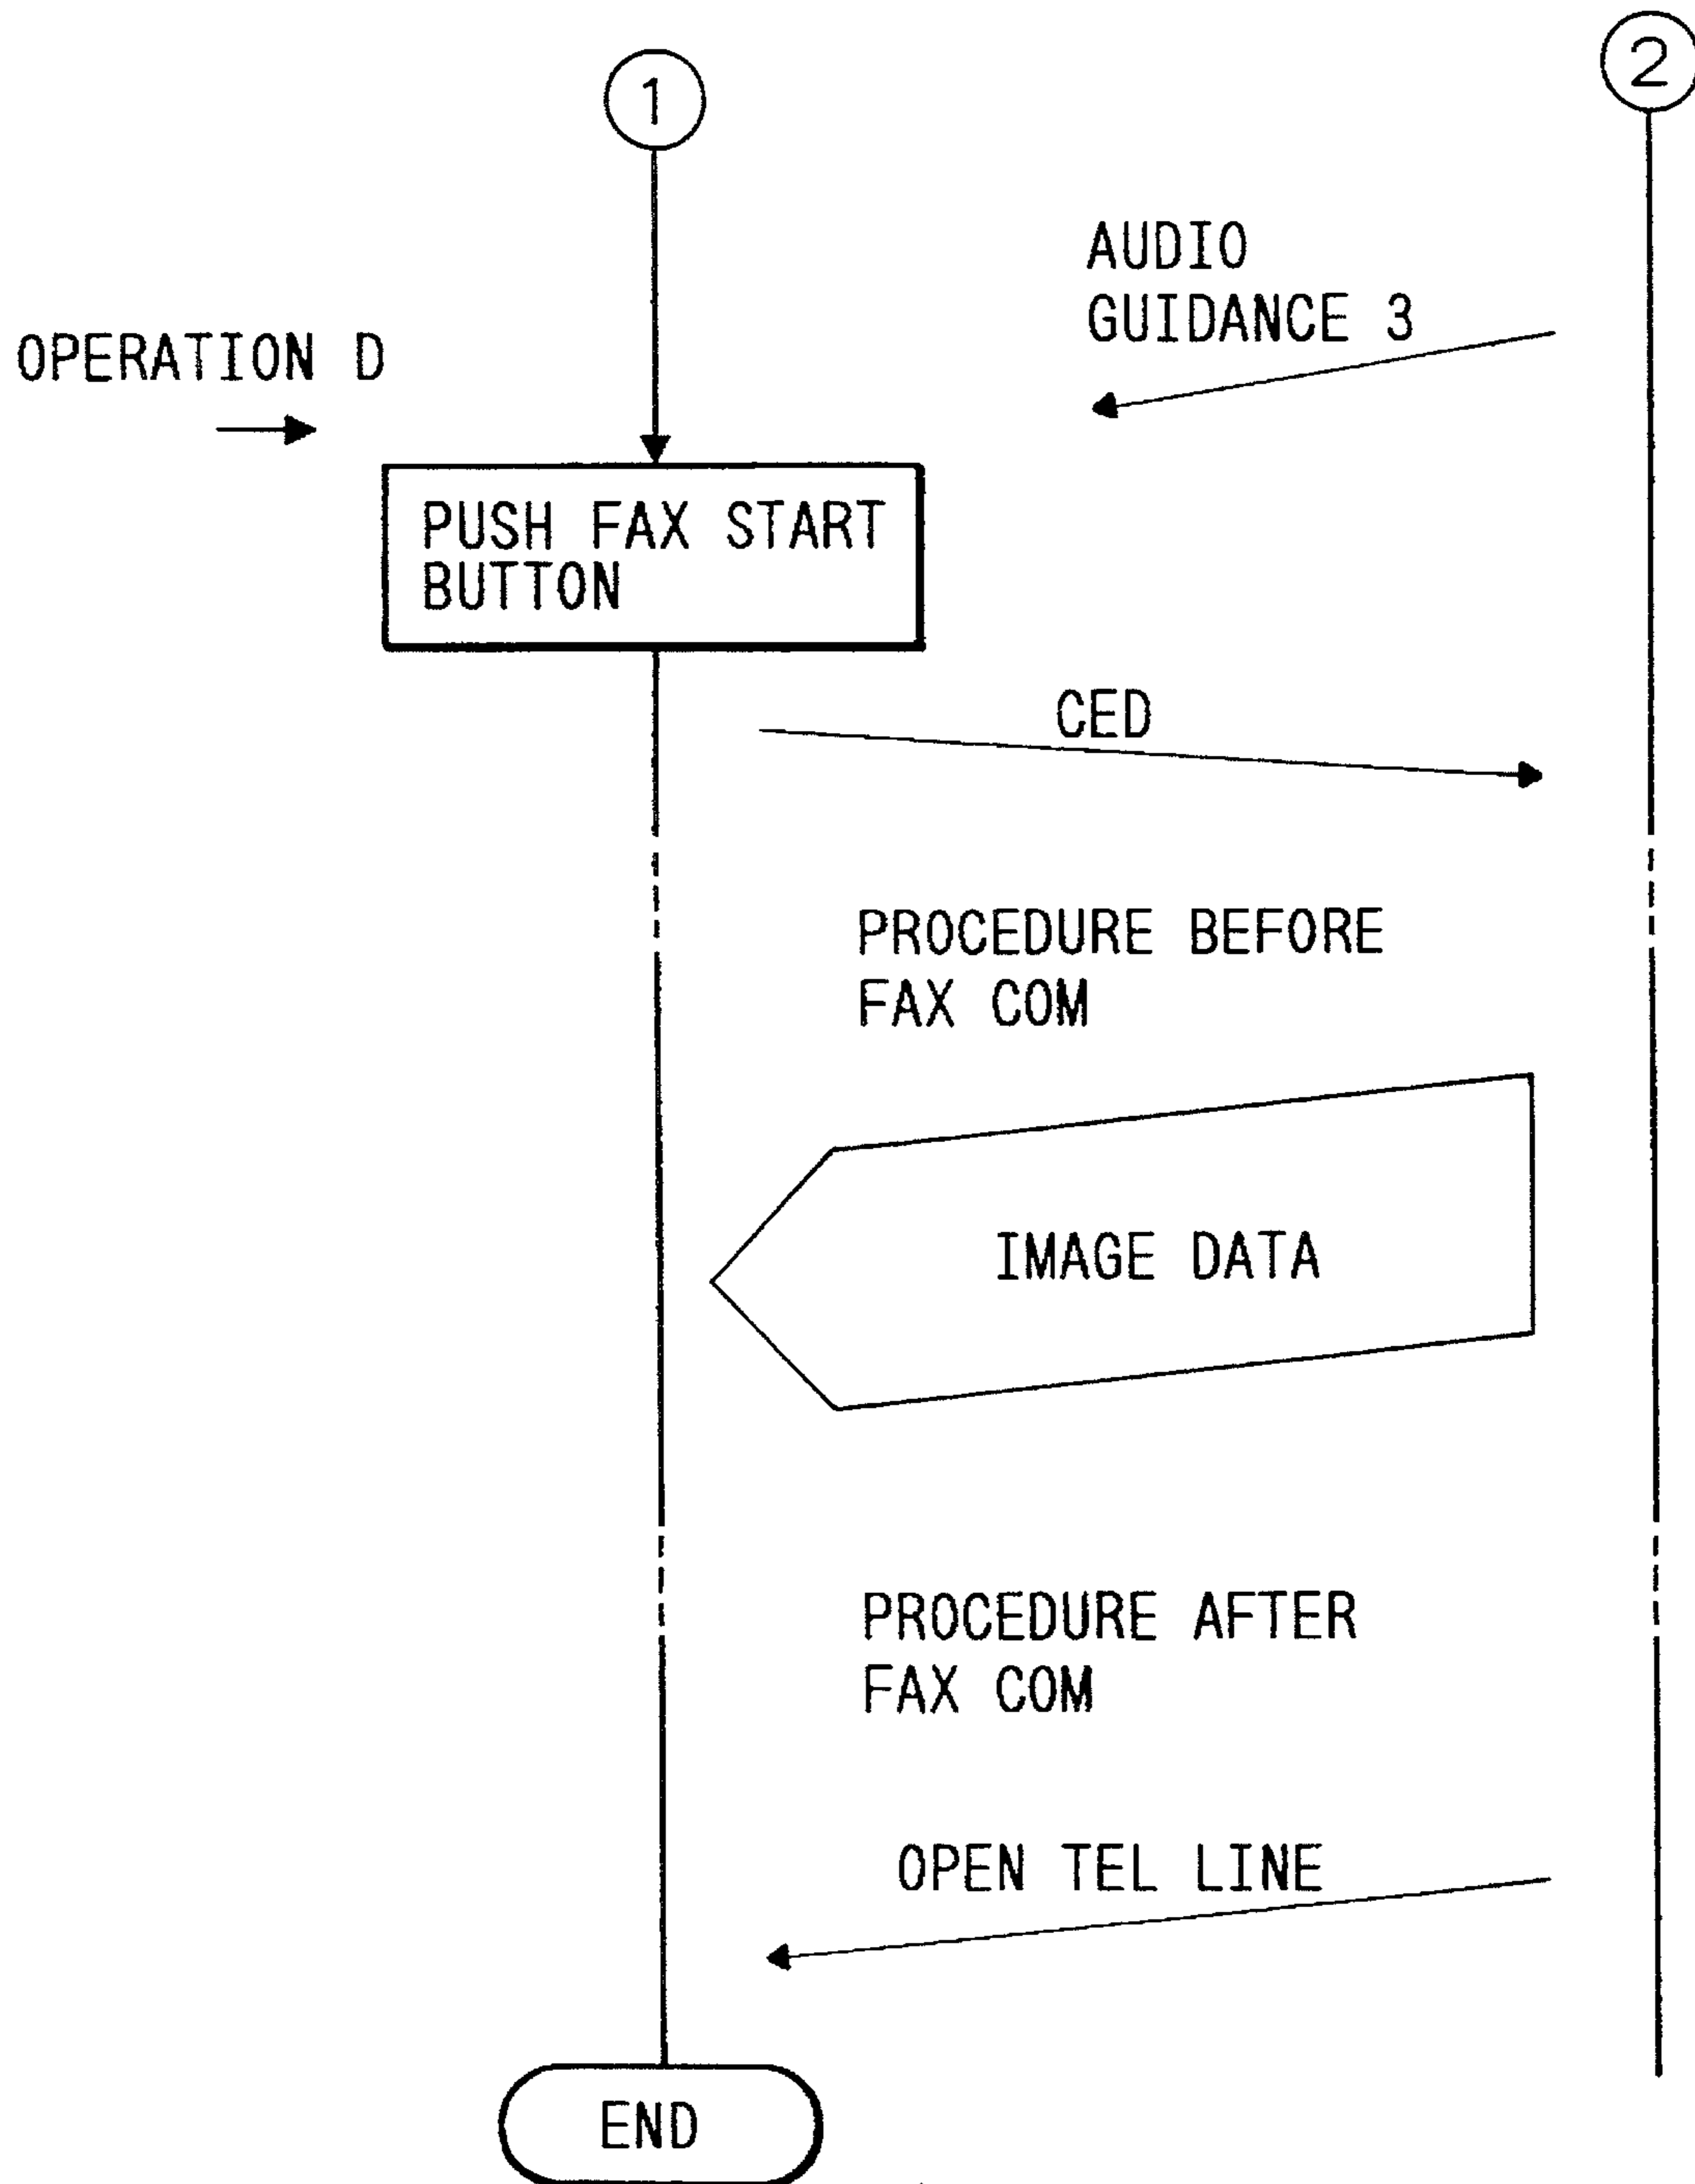 1
2
AUDIO
GUIDANCE 3
OPERATION D
PUSH FAX START
BUTTON
CED
PROCEDURE BEFORE
FAX COM
IMAGE DATA
PROCEDURE AFTER
FAX COM
OPEN TEL LINE
END